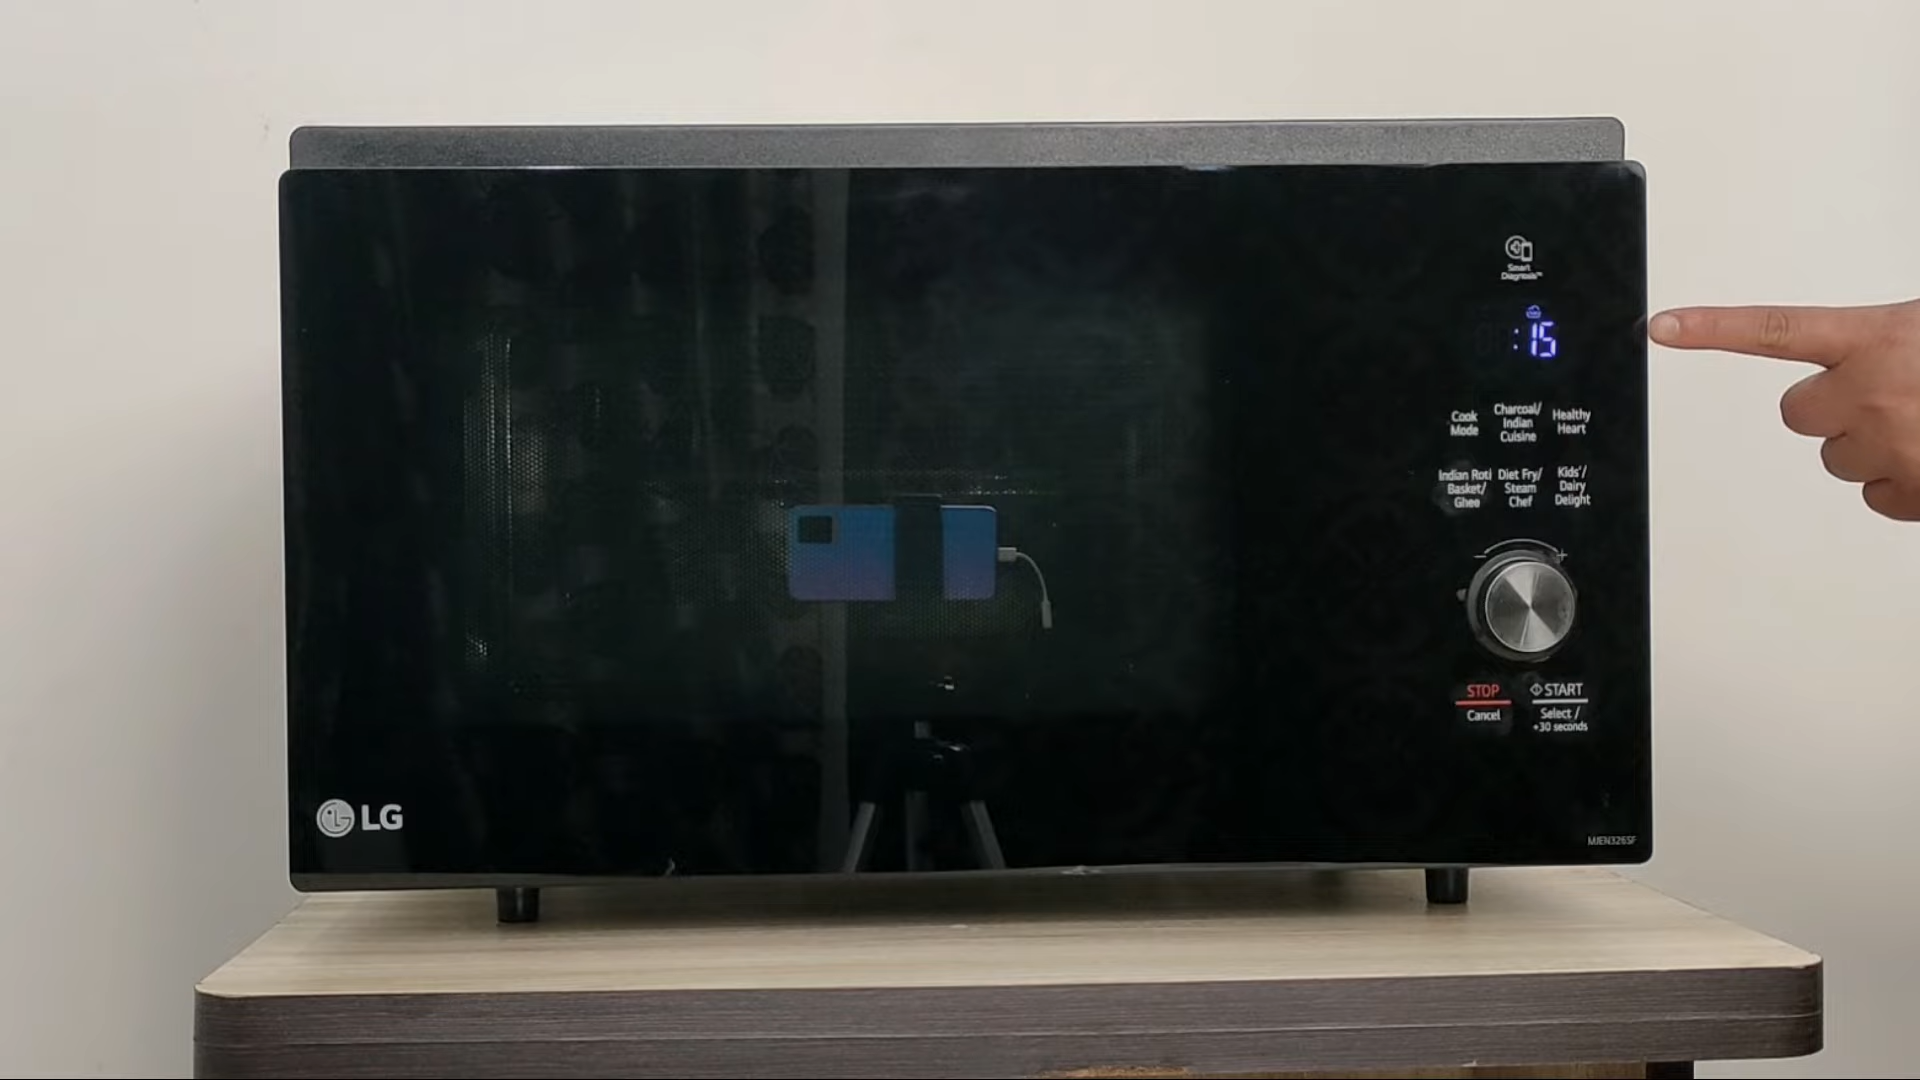 Smart
Diagnosis™
:15
Cook
Mode
Charcoal/
Indian
Cuisine
Healthy
Heart
Indian Roti
Basket/
Ghee
Diet Fry/
Steam
Chef
Kids'/
Dairy
Delight
- +
STOP
Cancel
START
Select /
+30 seconds
LG
MJEN326SF